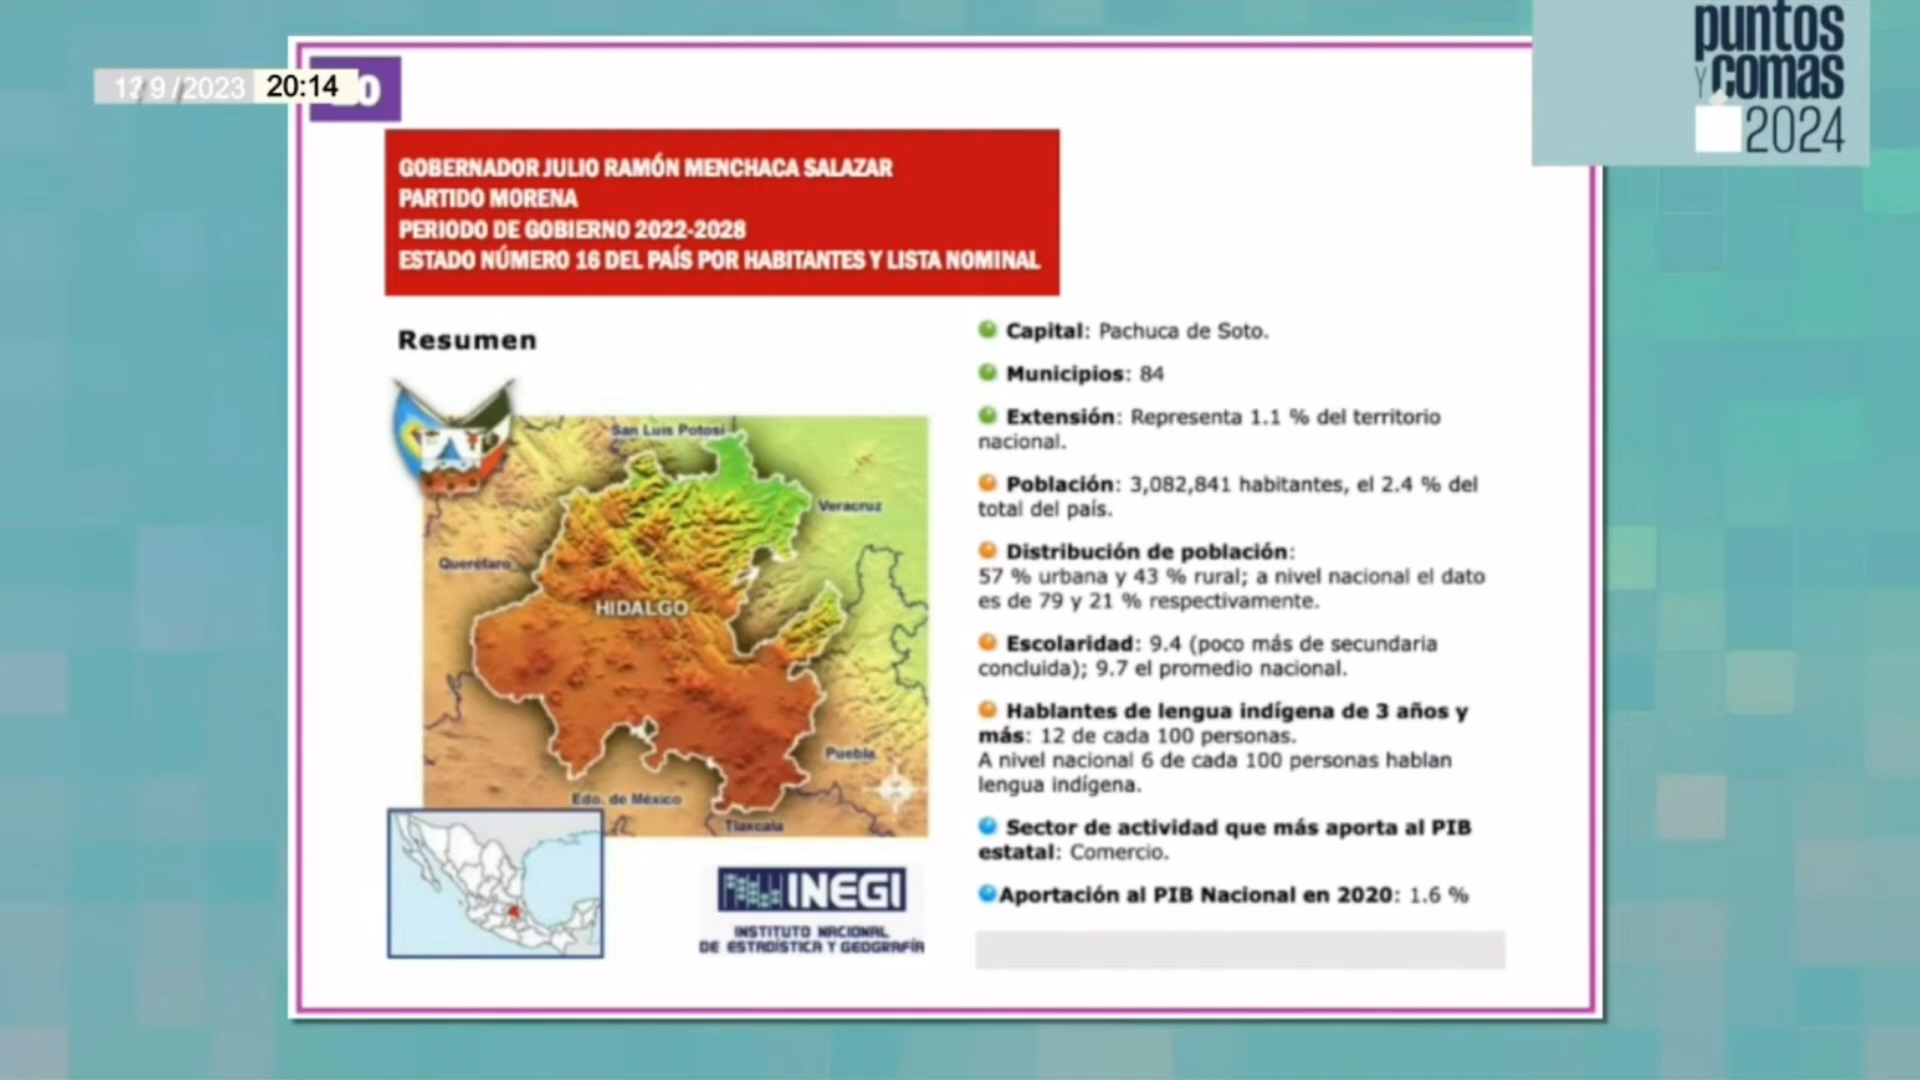 puntos
Y comas
2024
20:14
0
GOBERNADOR JULIO RAMÓN MENCHACA SALAZAR
PARTIDO MORENA
PERIODO DE GOBIERNO 2022-2028
ESTADO NÚMERO 16 DEL PAÍS POR HABITANTES Y LISTA NOMINAL
Resumen
San Luis Potosí
Veracruz
Querétaro
HIDALGO
Puebla
Edo. de México
Tlaxcala
INEGI
INSTITUTO NACIONAL
DE ESTADÍSTICA Y GEOGRAFÍA
Capital: Pachuca de Soto.
Municipios: 84
Extensión: Representa 1.1 % del territorio
nacional.
Población: 3,082,841 habitantes, el 2.4 % del
total del país.
Distribución de población:
57 % urbana y 43 % rural; a nivel nacional el dato
es de 79 y 21 % respectivamente.
Escolaridad: 9.4 (poco más de secundaria
concluida); 9.7 el promedio nacional.
Hablantes de lengua indígena de 3 años y
más: 12 de cada 100 personas.
A nivel nacional 6 de cada 100 personas hablan
lengua indígena.
Sector de actividad que más aporta al PIB
estatal: Comercio.
Aportación al PIB Nacional en 2020: 1.6 %